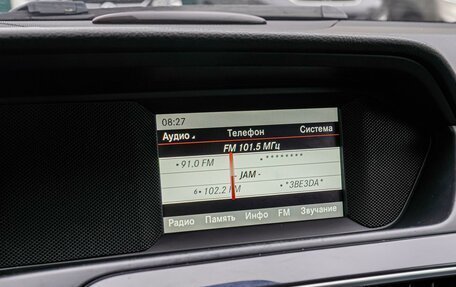 08:27
Аудио Телефон Система
FM 101.5 МГц
•91.0 FM ••••••••
- JAM -
6•102.2 FM •*ЗВЕЗДА*
Радио Память Инфо FM Звучание